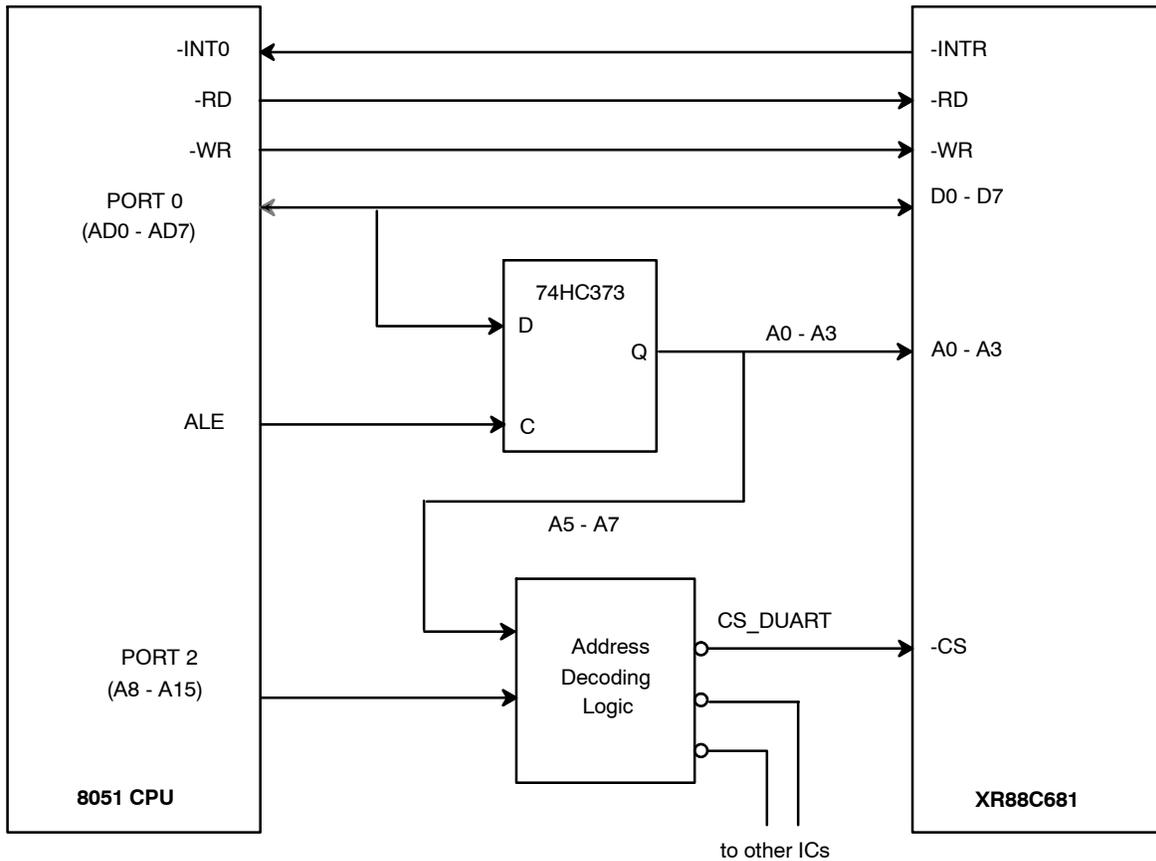 -INT0
-INTR
-RD
-RD
-WR
-WR
PORT 0
(AD0 - AD7)
D0 - D7
74HC373
D
Q
A0 - A3
A0 - A3
ALE
C
A5 - A7
PORT 2
(A8 - A15)
Address
Decoding
Logic
CS_DUART
-CS
8051 CPU
XR88C681
to other ICs